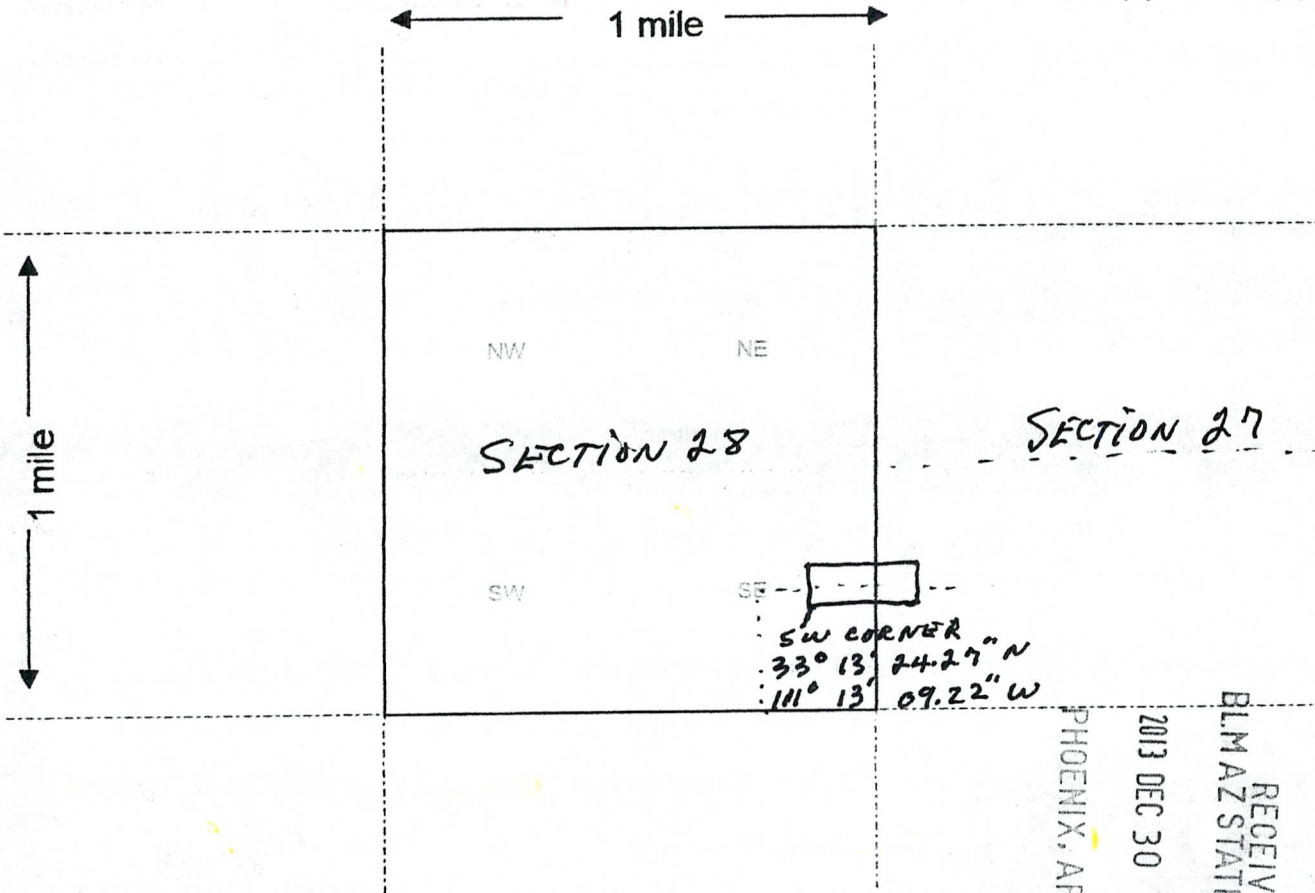 1 mile
1 mile
NW
NE
SECTION 28
SECTION 27
SW
SE
SW CORNER
33° 13' 24.27" N
111° 13' 09.22" W
BLM AZ STAT
2013 DEC 30
PHOENIX, A